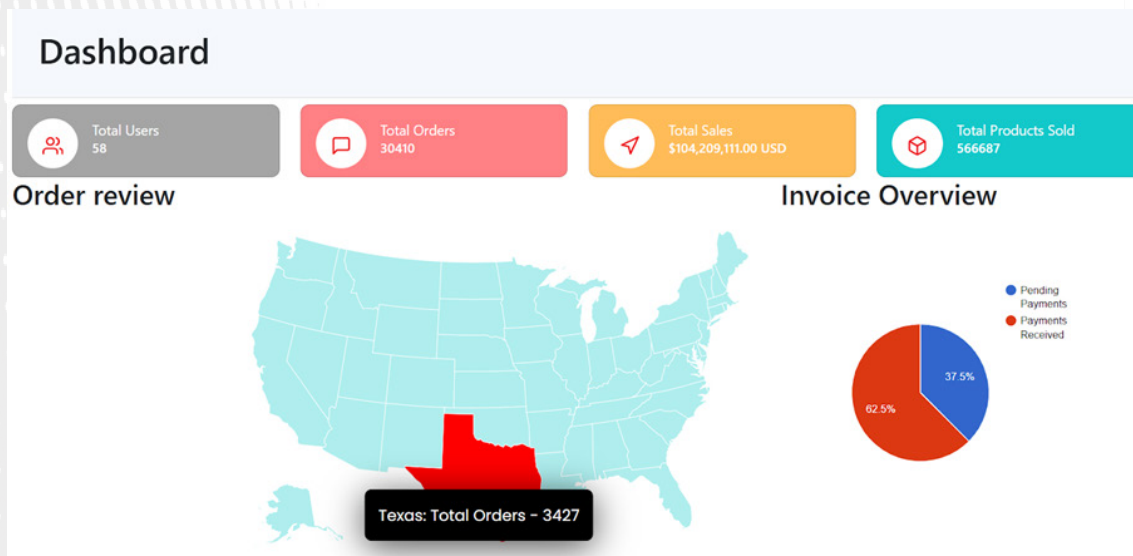 Dashboard
Total Users
58
Total Orders
30410
Total Sales
$104,209,111.00 USD
Total Products Sold
566687
Order review
Invoice Overview
Texas: Total Orders - 3427
Pending
Payments
Payments
Received
37.5%
62.5%